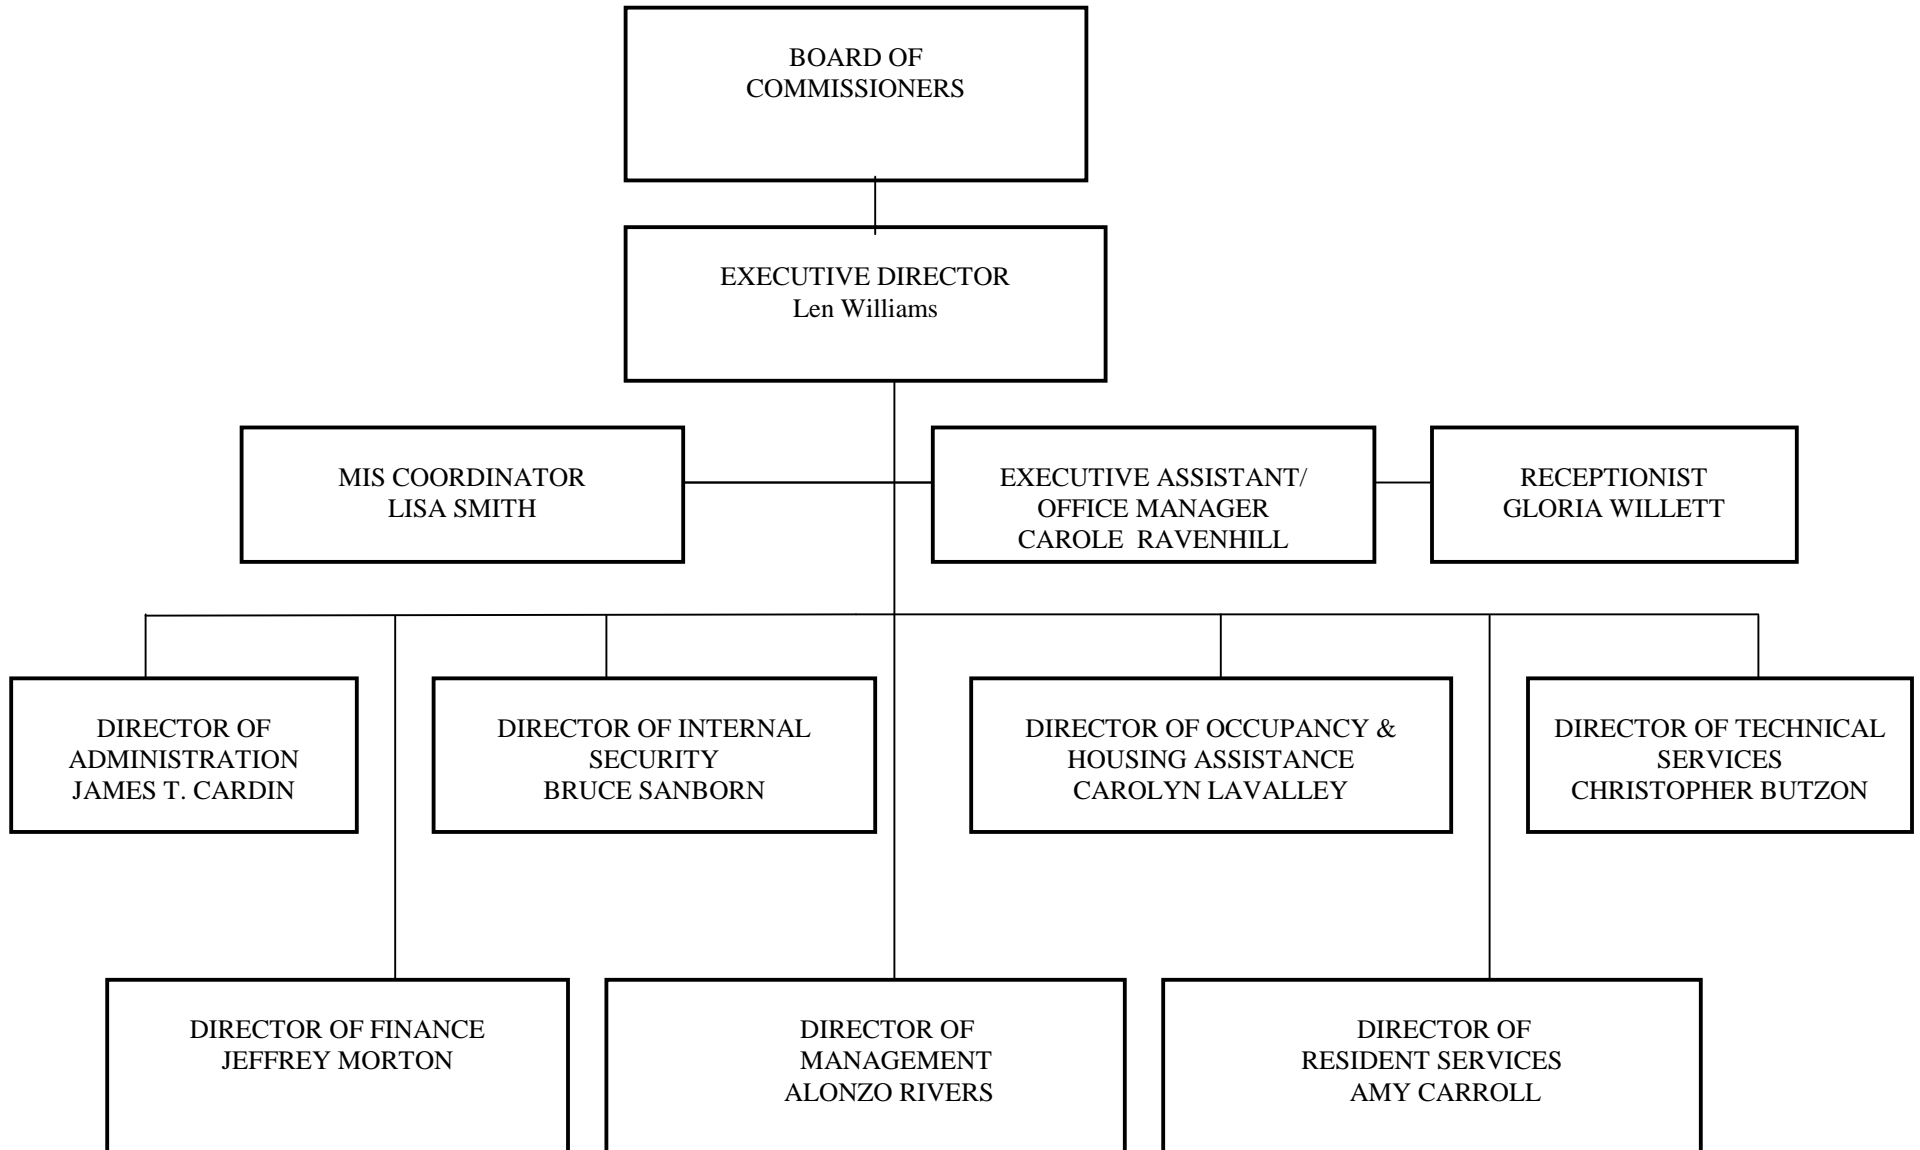 BOARD OF
COMMISSIONERS
EXECUTIVE DIRECTOR
Len Williams
MIS COORDINATOR
LISA SMITH
EXECUTIVE ASSISTANT/
OFFICE MANAGER
CAROLE RAVENHILL
RECEPTIONIST
GLORIA WILLETT
DIRECTOR OF
ADMINISTRATION
JAMES T. CARDIN
DIRECTOR OF INTERNAL
SECURITY
BRUCE SANBORN
DIRECTOR OF OCCUPANCY &
HOUSING ASSISTANCE
CAROLYN LAVALLEY
DIRECTOR OF TECHNICAL
SERVICES
CHRISTOPHER BUTZON
DIRECTOR OF FINANCE
JEFFREY MORTON
DIRECTOR OF
MANAGEMENT
ALONZO RIVERS
DIRECTOR OF
RESIDENT SERVICES
AMY CARROLL